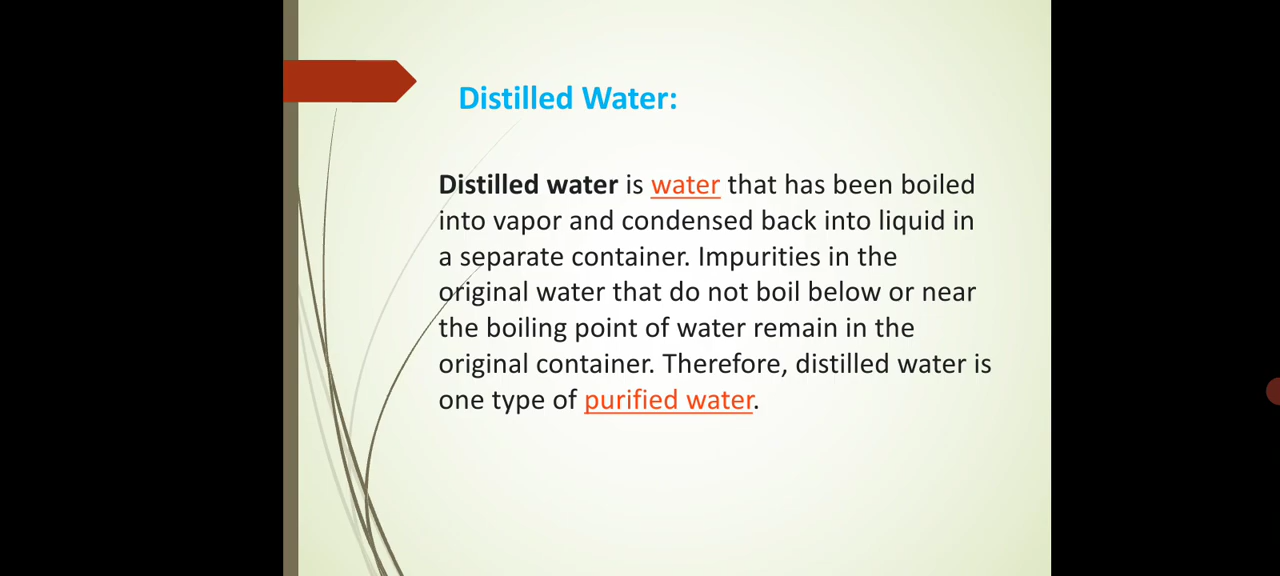 Distilled Water:
Distilled water is water that has been boiled
into vapor and condensed back into liquid in
a separate container. Impurities in the
original water that do not boil below or near
the boiling point of water remain in the
original container. Therefore, distilled water is
one type of purified water.